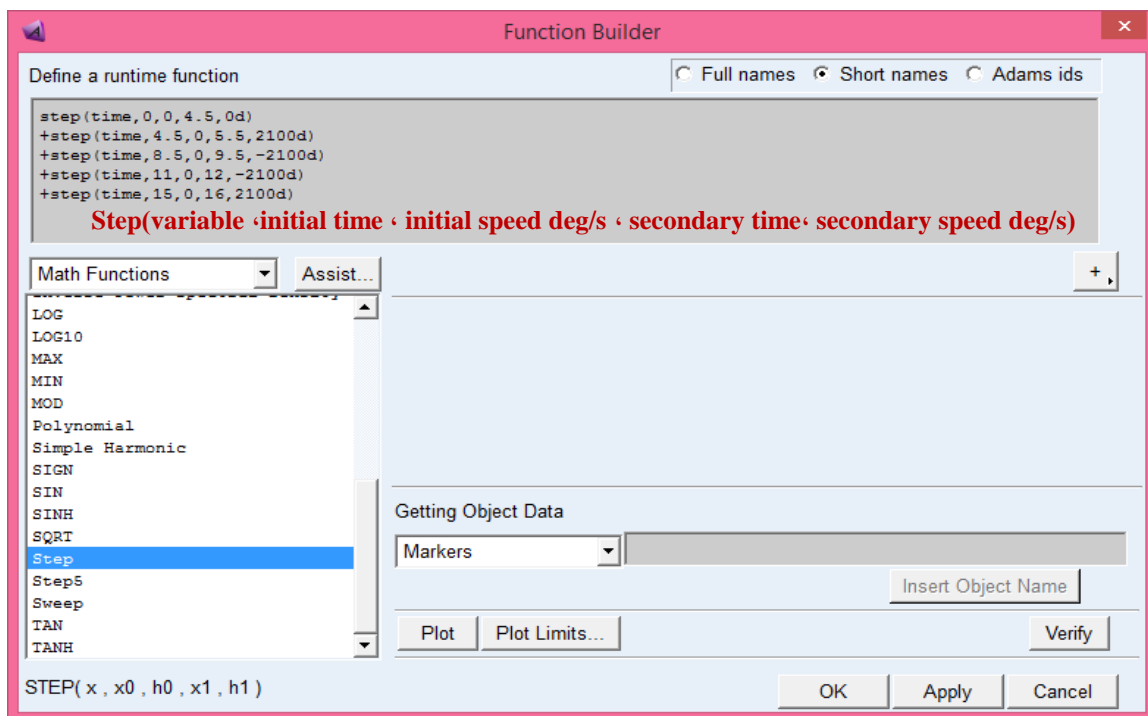 Function Builder
Define a runtime function
Full names Short names Adams ids
step(time,0,0,4.5,0d)
+step(time,4.5,0,5.5,2100d)
+step(time,8.5,0,9.5,-2100d)
+step(time,11,0,12,-2100d)
+step(time,15,0,16,2100d)
Step(variable ،initial time ، initial speed deg/s ، secondary time، secondary speed deg/s)
Math Functions Assist... +
LOG
LOG10
MAX
MIN
MOD
Polynomial
Simple Harmonic
SIGN
SIN
SINH
SQRT
Step
Step5
Sweep
TAN
TANH
Getting Object Data
Markers
Insert Object Name
Plot Plot Limits... Verify
STEP( x , x0 , h0 , x1 , h1 )
OK Apply Cancel